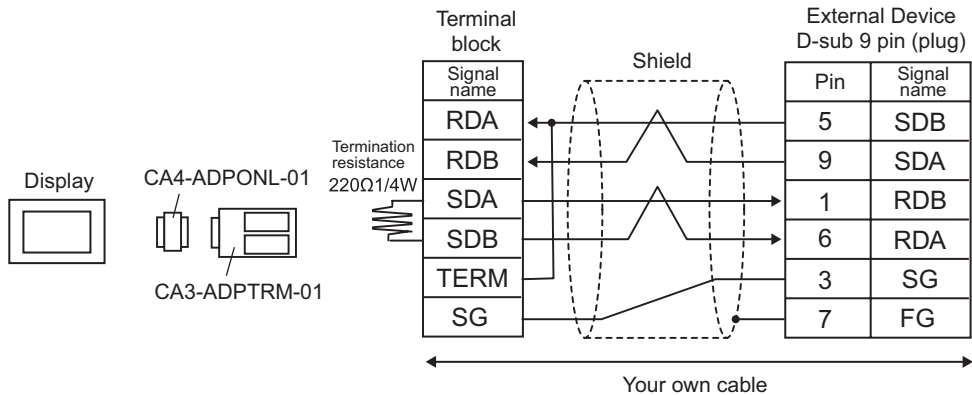 Terminal
block
External Device
D-sub 9 pin (plug)
Shield
Signal
name
Pin
Signal
name
RDA
5
SDB
Termination
resistance
220Ω1/4W
RDB
9
SDA
Display
CA4-ADPONL-01
SDA
1
RDB
SDB
6
RDA
CA3-ADPTRM-01
TERM
3
SG
SG
7
FG
Your own cable